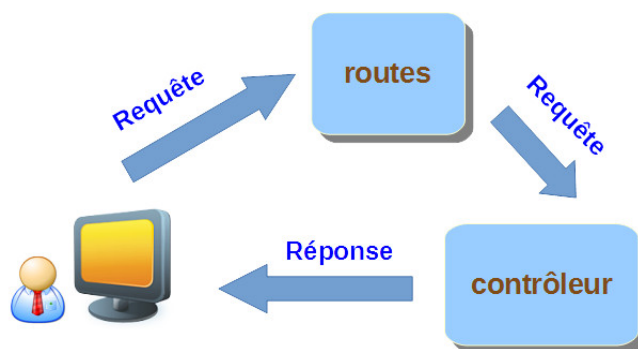 routes
Requête
Requête
Réponse
contrôleur